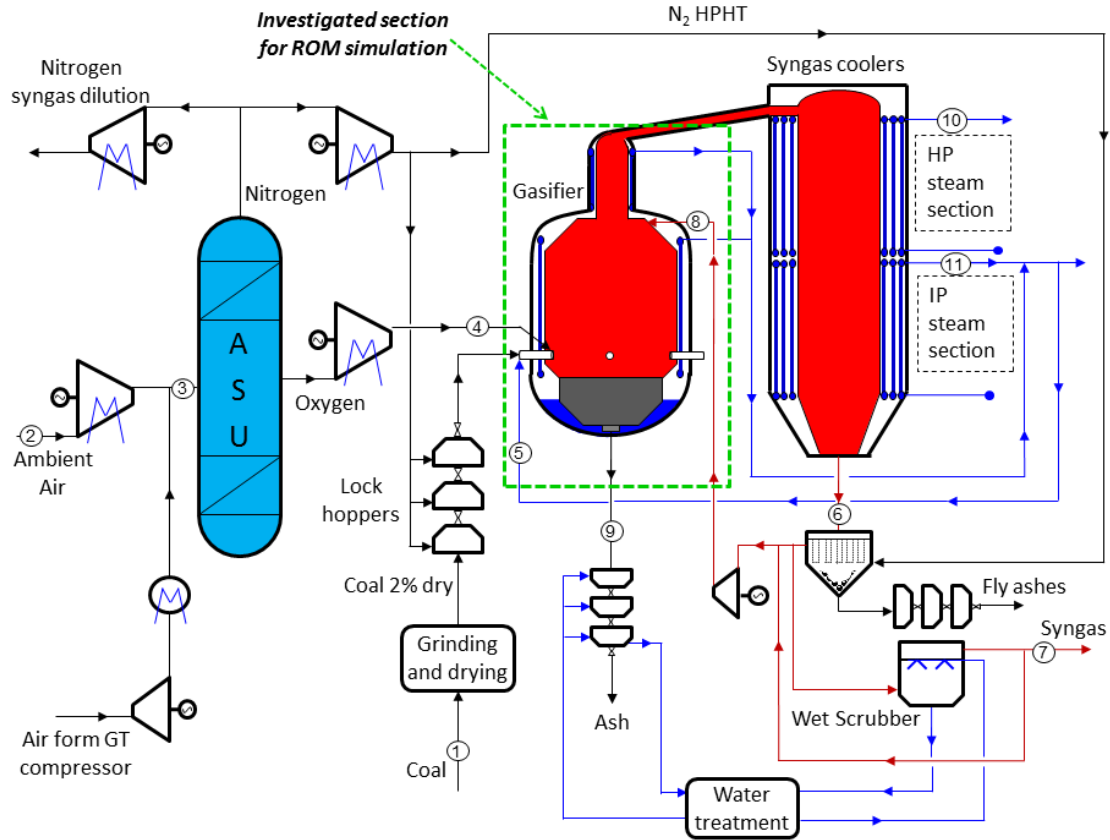 N₂ HPHT
Investigated section
for ROM simulation
Nitrogen
syngas dilution
Syngas coolers
10
HP
steam
section
Gasifier
8
Nitrogen
11
IP
steam
section
A
S
U
4
3
Oxygen
2
Ambient
Air
5
Lock
hoppers
6
9
Coal 2% dry
Fly ashes
Grinding
and drying
Syngas
7
Wet Scrubber
Ash
Air form GT
compressor
1
Coal
Water
treatment